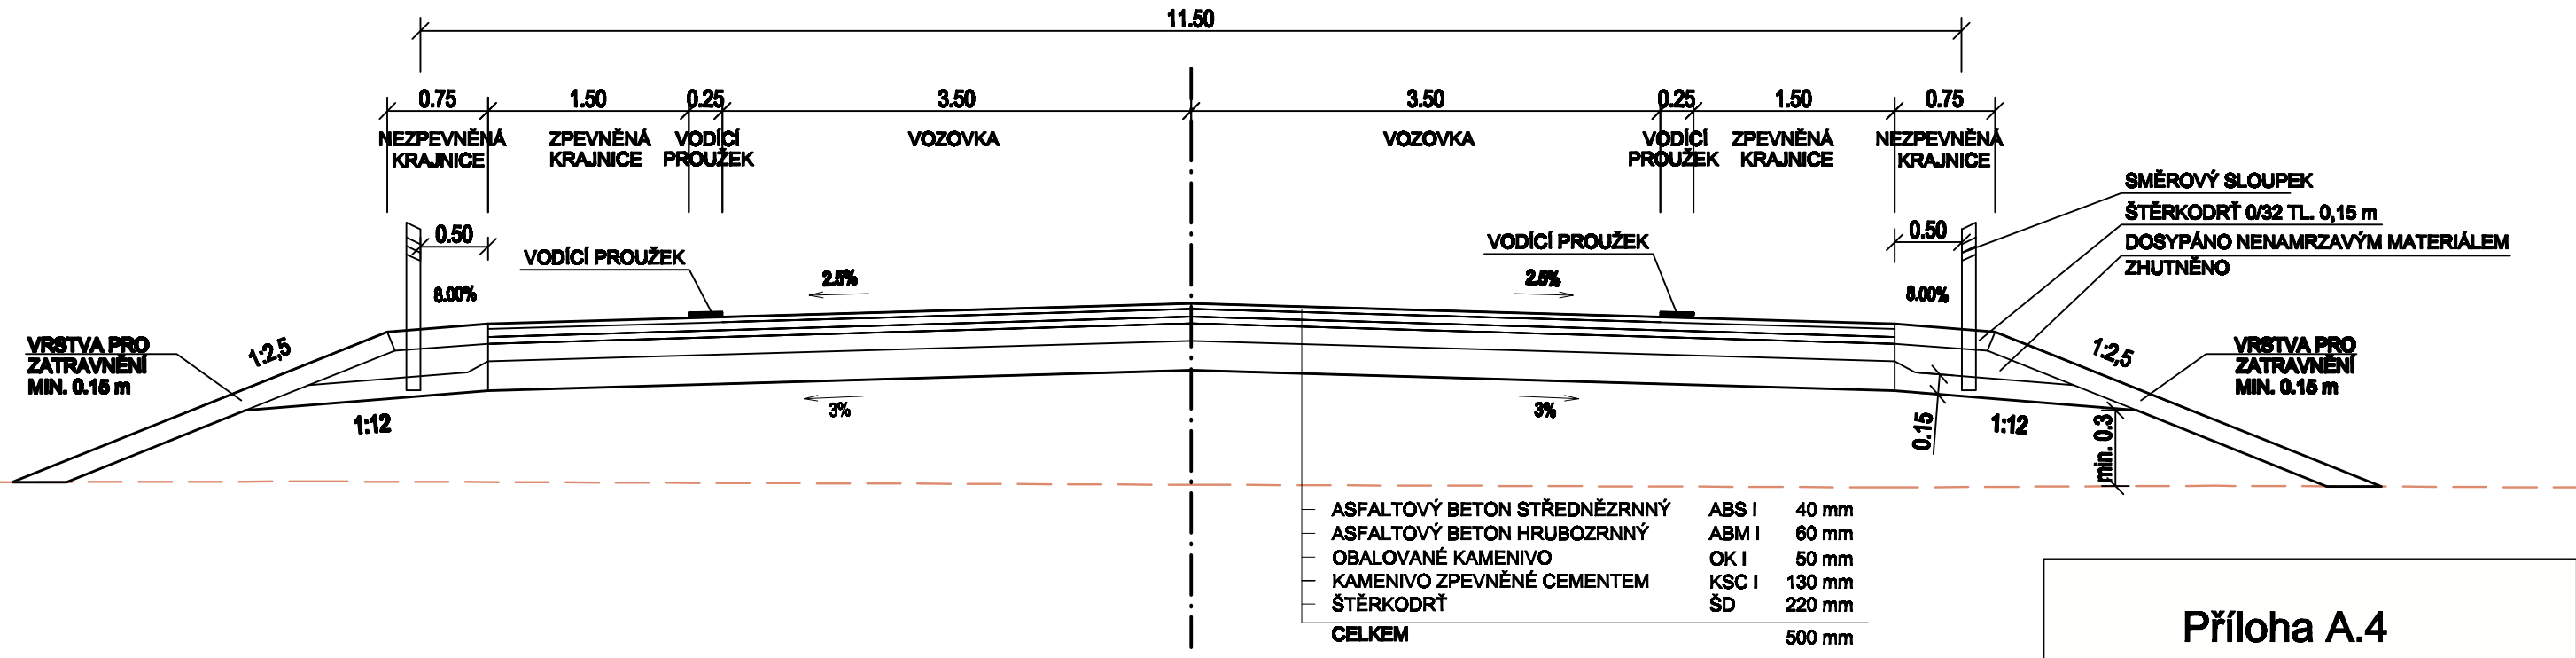 11.50
0.75 1.50 0.25 3.50 3.50 0.25 1.50 0.75
NEZPEVNĚNÁ
KRAJNICE
ZPEVNĚNÁ
KRAJNICE
VODÍCÍ
PROUŽEK
VOZOVKA
VOZOVKA
VODÍCÍ
PROUŽEK
ZPEVNĚNÁ
KRAJNICE
NEZPEVNĚNÁ
KRAJNICE
SMĚROVÝ SLOUPEK
ŠTĚRKODRŤ 0/32 TL. 0,15 m
DOSYPÁNO NENAMRZAVÝM MATERIÁLEM
ZHUTNĚNO
0.50
VODÍCÍ PROUŽEK
VODÍCÍ PROUŽEK
0.50
2.5%
2.5%
8.00%
8.00%
VRSTVA PRO
ZATRAVNĚNÍ
MIN. 0.15 m
1:2,5
1:2,5
VRSTVA PRO
ZATRAVNĚNÍ
MIN. 0.15 m
1:12
3%
3%
0.15
1:12
min. 0.3
ASFALTOVÝ BETON STŘEDNĚZRNNÝ ABS I 40 mm
ASFALTOVÝ BETON HRUBOZRNNÝ ABM I 60 mm
OBALOVANÉ KAMENIVO OK I 50 mm
KAMENIVO ZPEVNĚNÉ CEMENTEM KSC I 130 mm
ŠTĚRKODRŤ ŠD 220 mm
CELKEM 500 mm
Příloha A.4